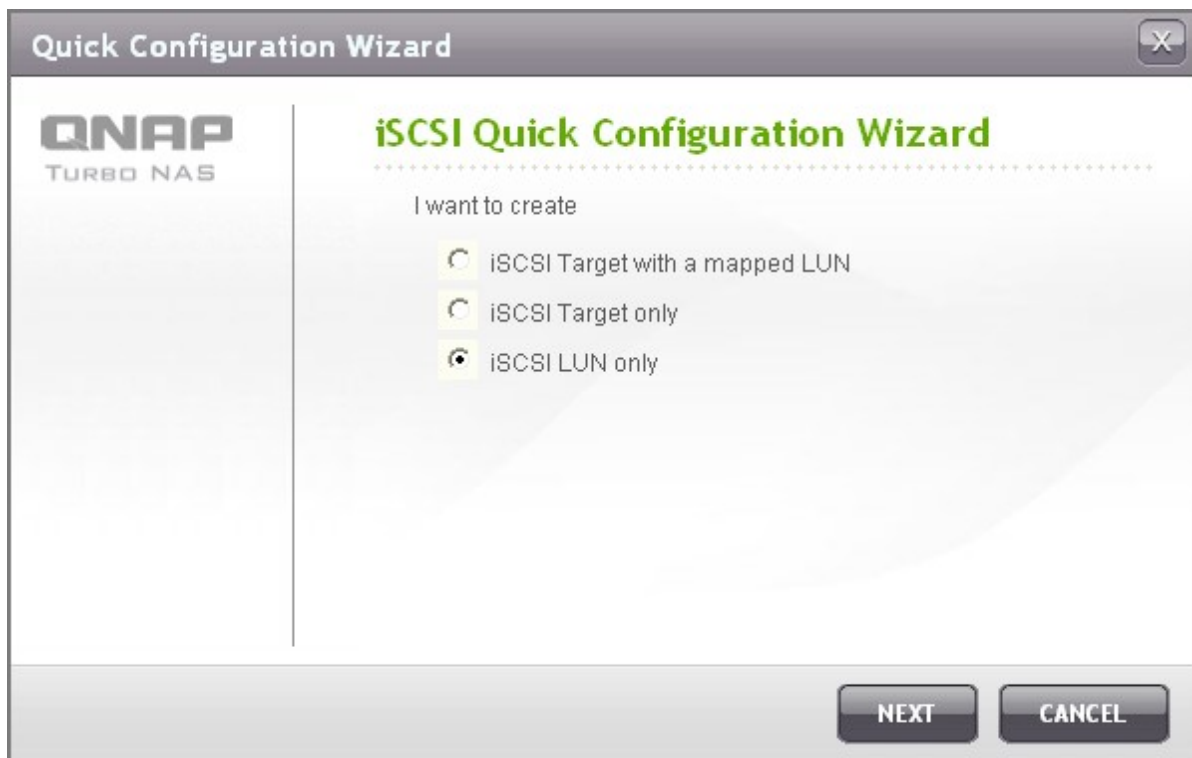 Quick Configuration Wizard
X
QNAP
TURBO NAS
iSCSI Quick Configuration Wizard
I want to create
iSCSI Target with a mapped LUN
iSCSI Target only
iSCSI LUN only
NEXT
CANCEL